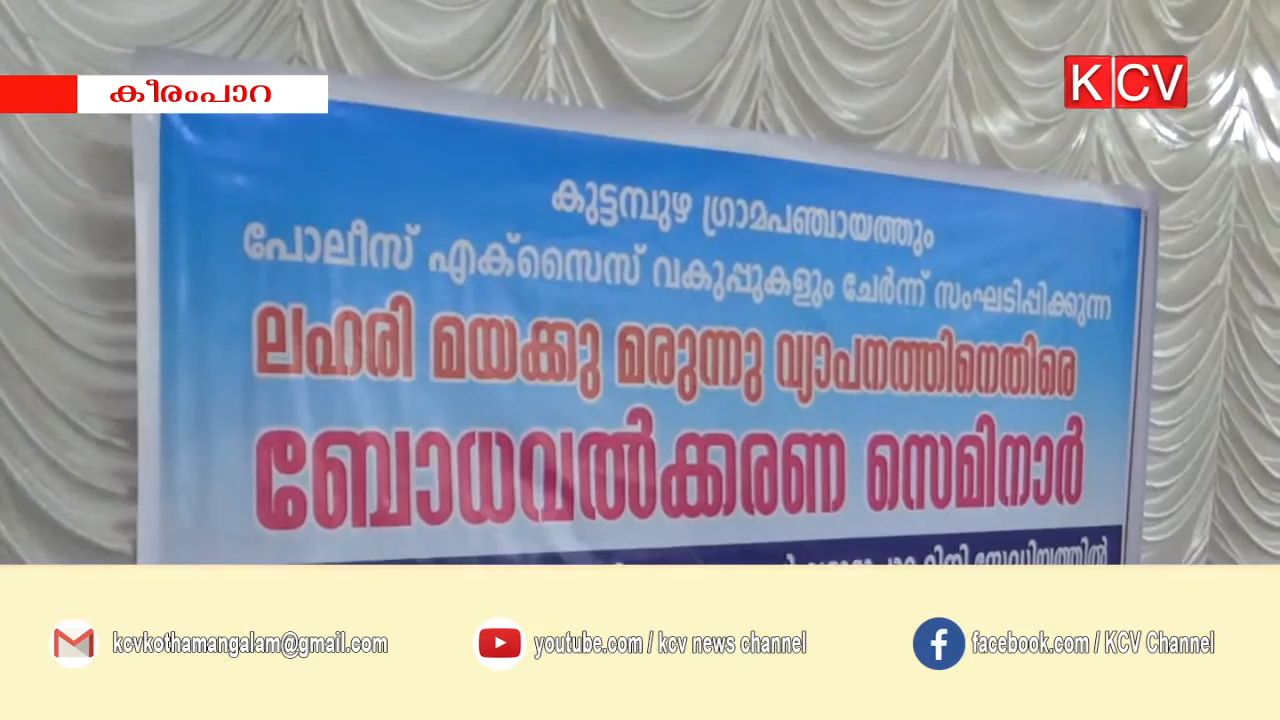 കീരംപാറ
KCV
കുട്ടമ്പുഴ ഗ്രാമപഞ്ചായത്തും
പോലീസ് എക്സൈസ് വകുപ്പുകളും ചേർന്ന് സംഘടിപ്പിക്കുന്ന
ലഹരി മയക്കു മരുന്നു വ്യാപനത്തിനെതിരെ
ബോധവൽക്കരണ സെമിനാർ
kcvkothamangalam@gmail.com
youtube.com / kcv news channel
facebook.com / KCV Channel